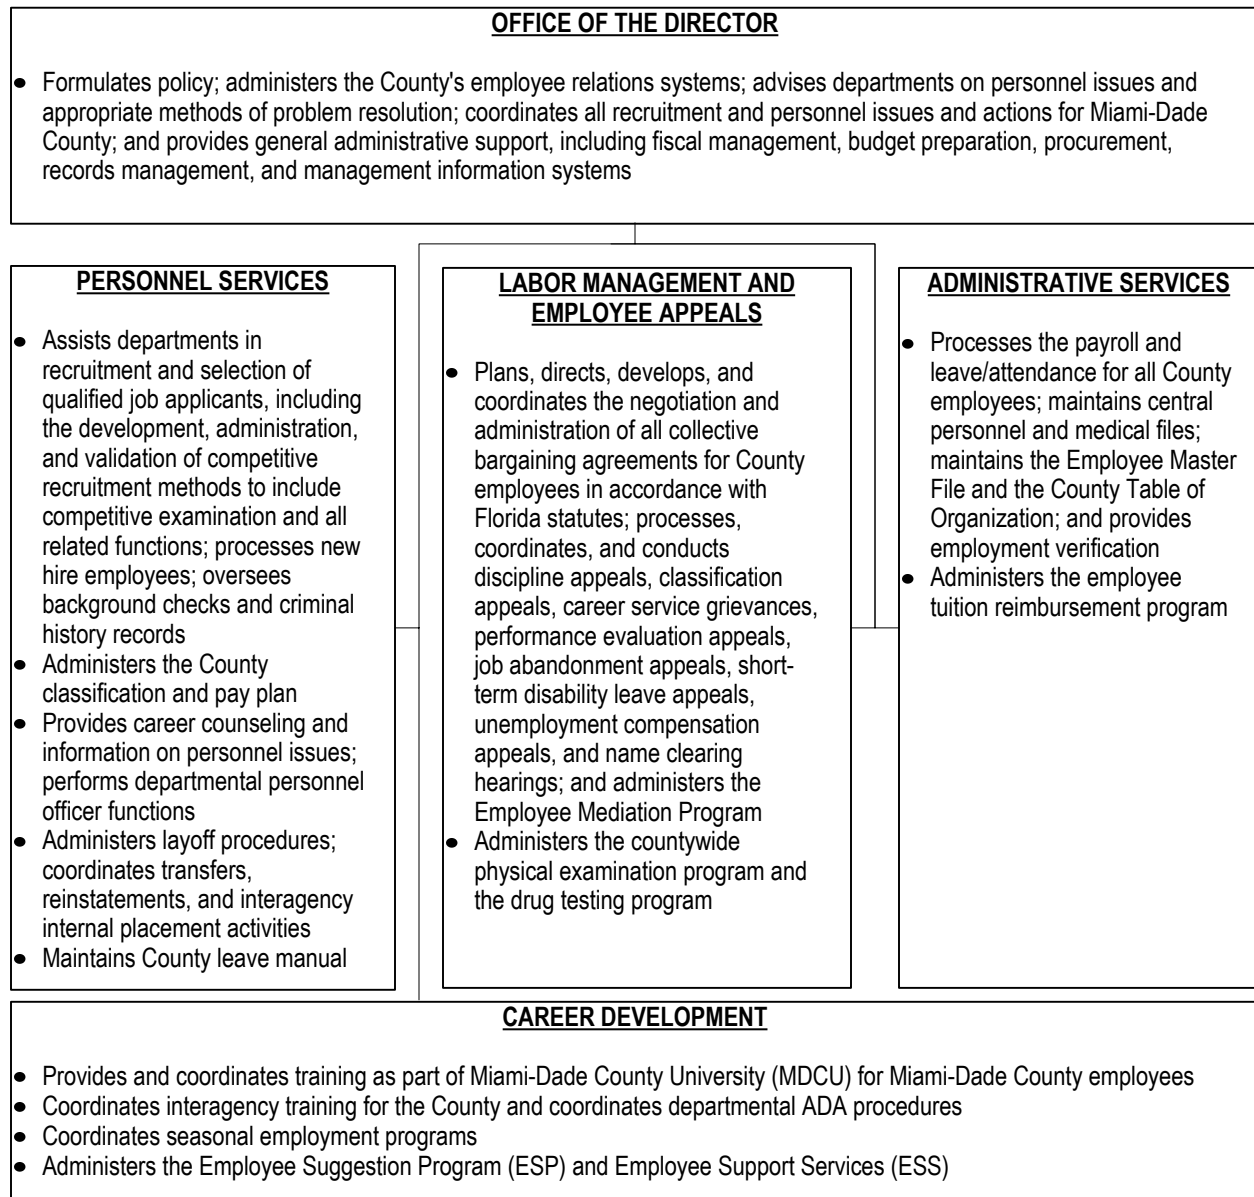 OFFICE OF THE DIRECTOR
• Formulates policy; administers the County's employee relations systems; advises departments on personnel issues and
appropriate methods of problem resolution; coordinates all recruitment and personnel issues and actions for Miami-Dade
County; and provides general administrative support, including fiscal management, budget preparation, procurement,
records management, and management information systems
PERSONNEL SERVICES
• Assists departments in
recruitment and selection of
qualified job applicants, including
the development, administration,
and validation of competitive
recruitment methods to include
competitive examination and all
related functions; processes new
hire employees; oversees
background checks and criminal
history records
• Administers the County
classification and pay plan
• Provides career counseling and
information on personnel issues;
performs departmental personnel
officer functions
• Administers layoff procedures;
coordinates transfers,
reinstatements, and interagency
internal placement activities
• Maintains County leave manual
LABOR MANAGEMENT AND
EMPLOYEE APPEALS
• Plans, directs, develops, and
coordinates the negotiation and
administration of all collective
bargaining agreements for County
employees in accordance with
Florida statutes; processes,
coordinates, and conducts
discipline appeals, classification
appeals, career service grievances,
performance evaluation appeals,
job abandonment appeals, short-
term disability leave appeals,
unemployment compensation
appeals, and name clearing
hearings; and administers the
Employee Mediation Program
• Administers the countywide
physical examination program and
the drug testing program
ADMINISTRATIVE SERVICES
• Processes the payroll and
leave/attendance for all County
employees; maintains central
personnel and medical files;
maintains the Employee Master
File and the County Table of
Organization; and provides
employment verification
• Administers the employee
tuition reimbursement program
CAREER DEVELOPMENT
• Provides and coordinates training as part of Miami-Dade County University (MDCU) for Miami-Dade County employees
• Coordinates interagency training for the County and coordinates departmental ADA procedures
• Coordinates seasonal employment programs
• Administers the Employee Suggestion Program (ESP) and Employee Support Services (ESS)